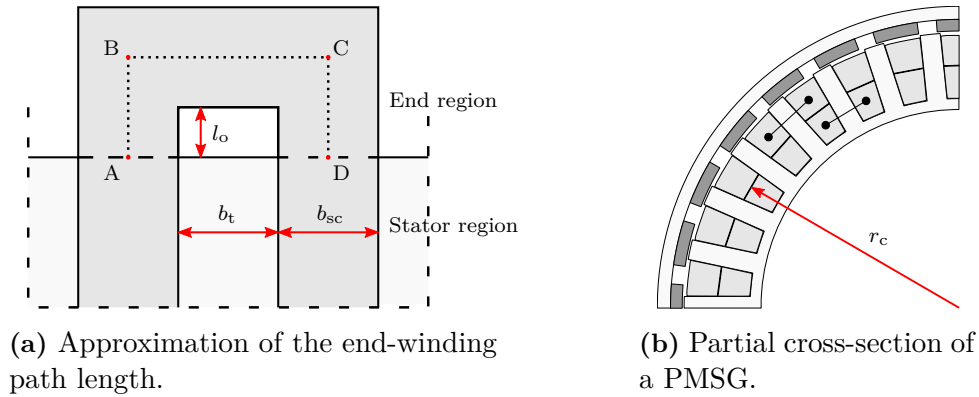 B
C
End region
l_o
A
D
b_t
b_sc
Stator region
r_c
(a) Approximation of the end-winding
path length.
(b) Partial cross-section of
a PMSG.